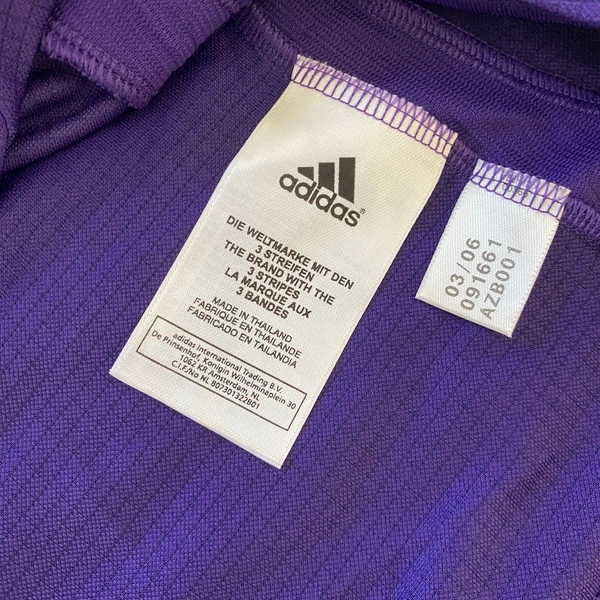 adidas®
DIE WELTMARKE MIT DEN
3 STREIFEN
THE BRAND WITH THE
3 STRIPES
LA MARQUE AUX
3 BANDES
MADE IN THAILAND
FABRIQUE EN THAILANDE
FABRICADO EN TAILANDIA
adidas International Trading B.V.
De Prinsenhof, Konigin Wilhelminaplein 30
1062 KR Amsterdam, NL
C.I.F./No NL 807301322B01
03/06
091661
AZB001